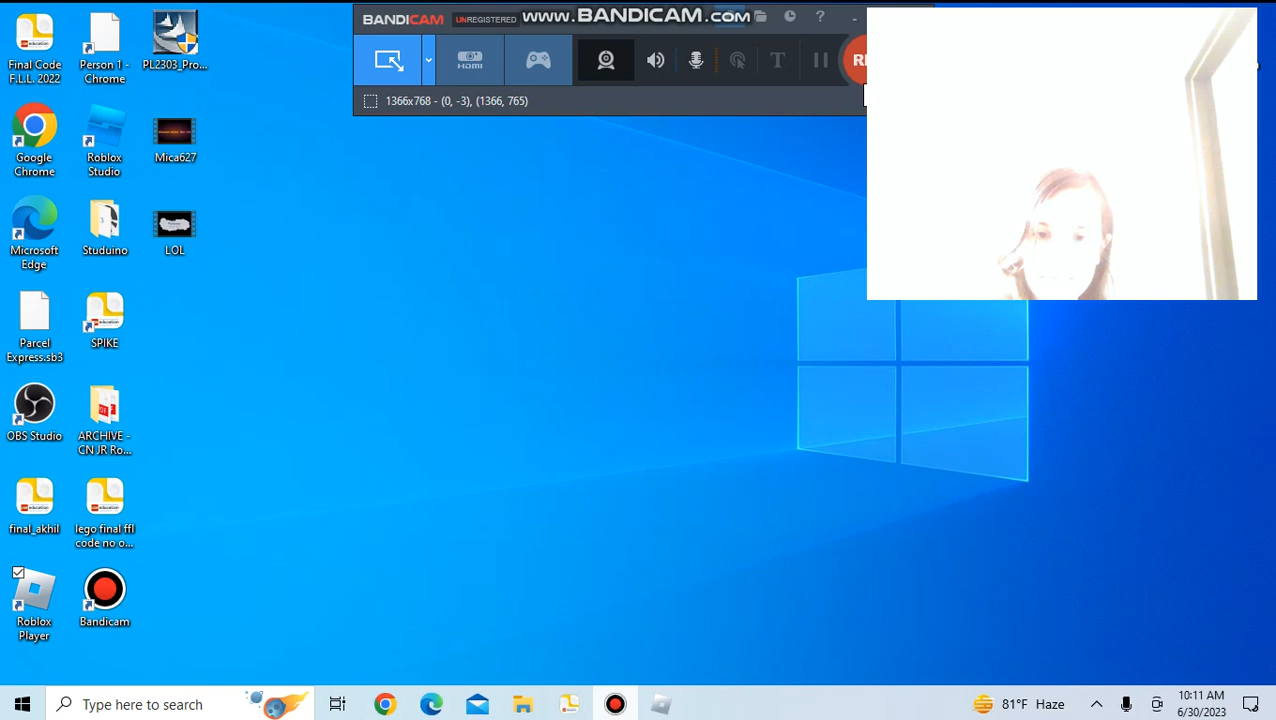 BANDICAM UNREGISTERED www.BANDICAM.com
HDMI
T
1366x768 - (0, -3), (1366, 765)
Final Code
F.L.L. 2022
Person 1 -
Chrome
PL2303_Pro...
Google
Chrome
Roblox
Studio
Mica627
Microsoft
Edge
Studuino
LOL
Parcel
Express.sb3
SPIKE
OBS Studio
ARCHIVE -
CN JR Ro...
final_akhil
lego final ffl
code no o...
Roblox
Player
Bandicam
Type here to search
81°F Haze
10:11 AM
6/30/2023